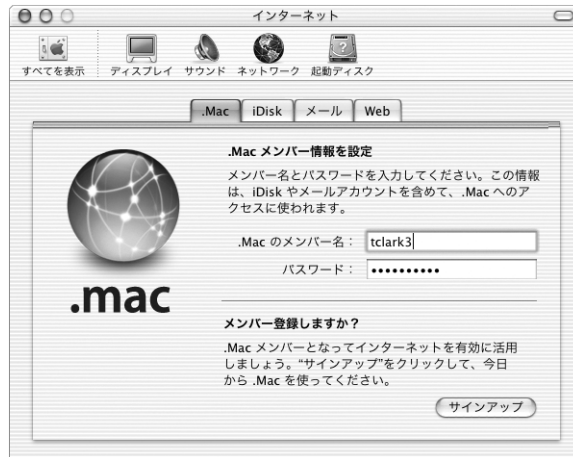 インターネット
すべてを表示 ディスプレイ サウンド ネットワーク 起動ディスク
.Mac iDisk メール Web
.Mac メンバー情報を設定
メンバー名とパスワードを入力してください。この情報
は、iDisk やメールアカウントを含めて、.Mac へのア
クセスに使われます。
.Mac のメンバー名： tclark3
パスワード： ••••••••••
.mac
メンバー登録しますか？
.Mac メンバーとなってインターネットを有効に活用
しましょう。“サインアップ”をクリックして、今日
から .Mac を使ってください。
サインアップ